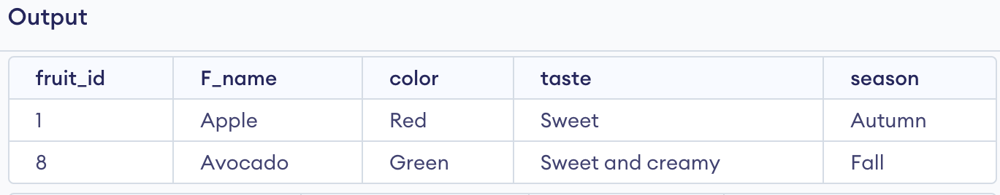 Output
fruit_id F_name color taste season
1 Apple Red Sweet Autumn
8 Avocado Green Sweet and creamy Fall